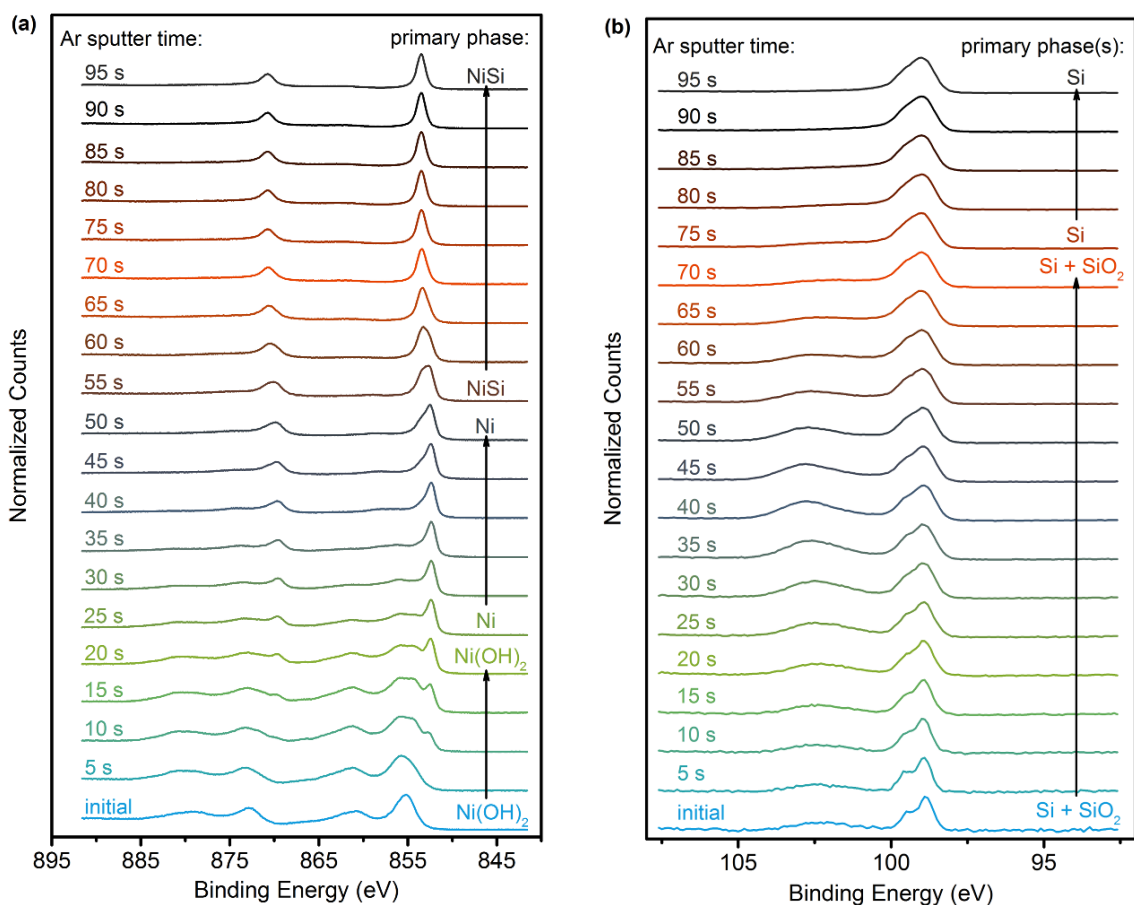 (a)
Ar sputter time: primary phase:
95 s NiSi
90 s
85 s
80 s
75 s
70 s
65 s
60 s
55 s NiSi
50 s Ni
45 s
40 s
35 s
30 s
25 s Ni
20 s Ni(OH)₂
15 s
10 s
5 s
initial Ni(OH)₂
Normalized Counts
895 885 875 865 855 845
Binding Energy (eV)
(b)
Ar sputter time: primary phase(s):
95 s Si
90 s
85 s
80 s
75 s Si
70 s Si + SiO₂
65 s
60 s
55 s
50 s
45 s
40 s
35 s
30 s
25 s
20 s
15 s
10 s
5 s
initial Si + SiO₂
Normalized Counts
105 100 95
Binding Energy (eV)